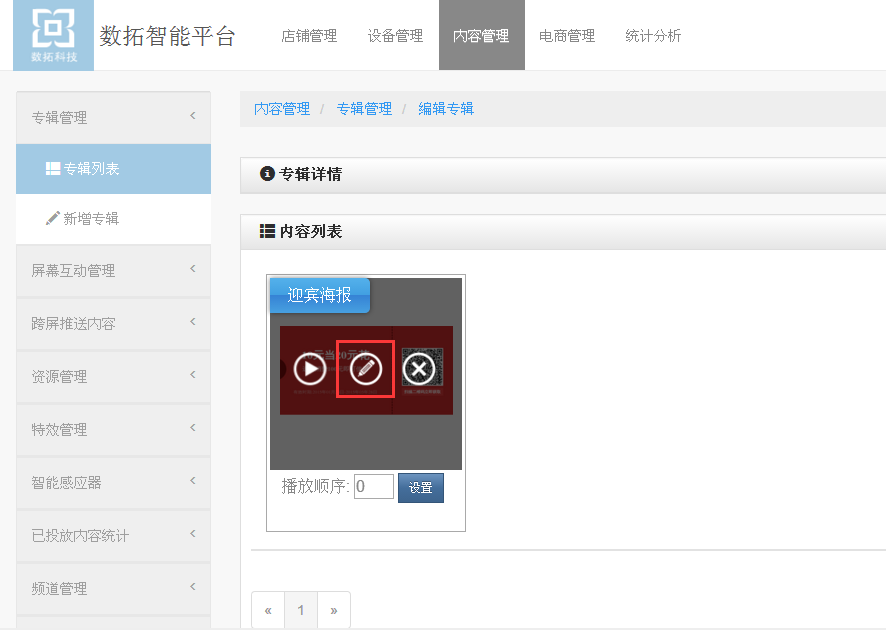 数拓科技
数拓智能平台
店铺管理 设备管理 内容管理 电商管理 统计分析
专辑管理
专辑列表
新增专辑
屏幕互动管理
跨屏推送内容
资源管理
特效管理
智能感应器
已投放内容统计
频道管理
内容管理 / 专辑管理 / 编辑专辑
专辑详情
内容列表
迎宾海报
播放顺序: 0 设置
« 1 »